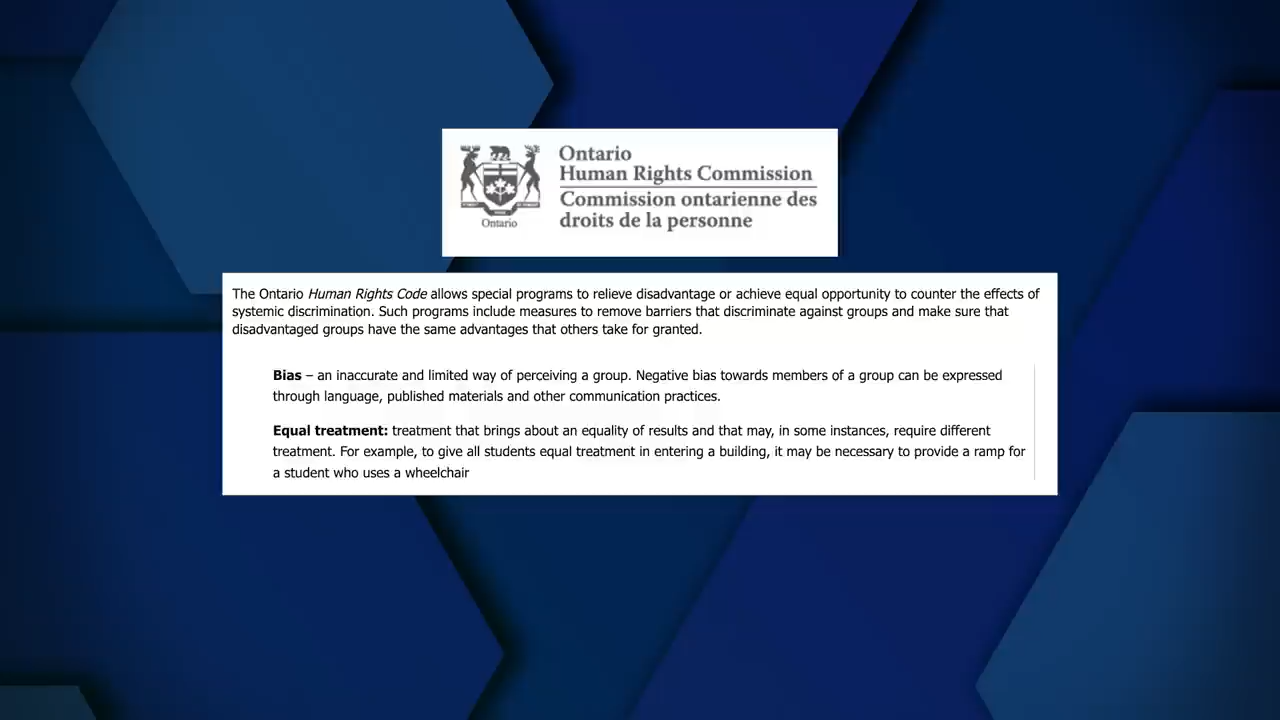 Ontario
Human Rights Commission
Commission ontarienne des
droits de la personne
Ontario
The Ontario Human Rights Code allows special programs to relieve disadvantage or achieve equal opportunity to counter the effects of
systemic discrimination. Such programs include measures to remove barriers that discriminate against groups and make sure that
disadvantaged groups have the same advantages that others take for granted.
Bias – an inaccurate and limited way of perceiving a group. Negative bias towards members of a group can be expressed
through language, published materials and other communication practices.
Equal treatment: treatment that brings about an equality of results and that may, in some instances, require different
treatment. For example, to give all students equal treatment in entering a building, it may be necessary to provide a ramp for
a student who uses a wheelchair